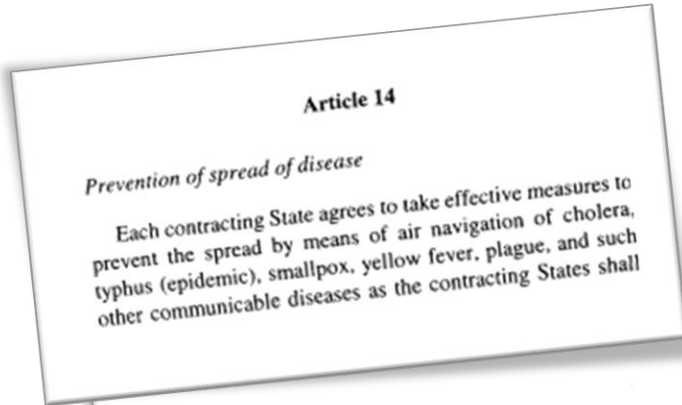 Article 14
Prevention of spread of disease
Each contracting State agrees to take effective measures to
prevent the spread by means of air navigation of cholera,
typhus (epidemic), smallpox, yellow fever, plague, and such
other communicable diseases as the contracting States shall